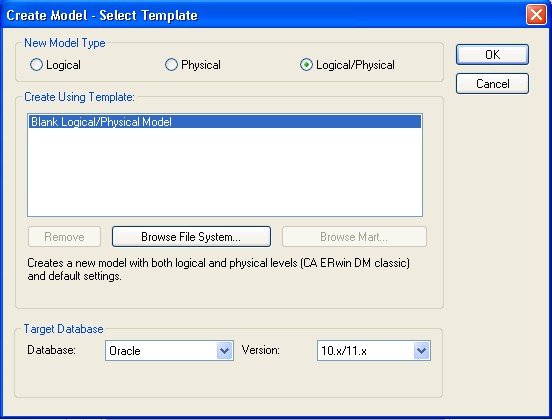 Create Model - Select Template
New Model Type
Logical
Physical
Logical/Physical
OK
Cancel
Create Using Template:
Blank Logical/Physical Model
Remove
Browse File System...
Browse Mart...
Creates a new model with both logical and physical levels (CA ERwin DM classic)
and default settings.
Target Database
Database:
Oracle
Version:
10.x/11.x